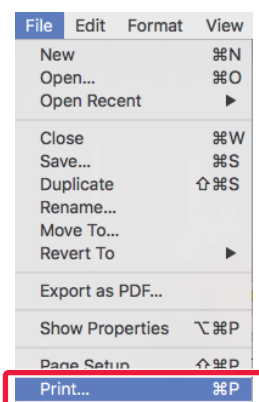 File Edit Format View
New ⌘N
Open... ⌘O
Open Recent ▶
Close ⌘W
Save... ⌘S
Duplicate ⇧⌘S
Rename...
Move To...
Revert To ▶
Export as PDF...
Show Properties ⌥⌘P
Page Setup ⇧⌘P
Print... ⌘P